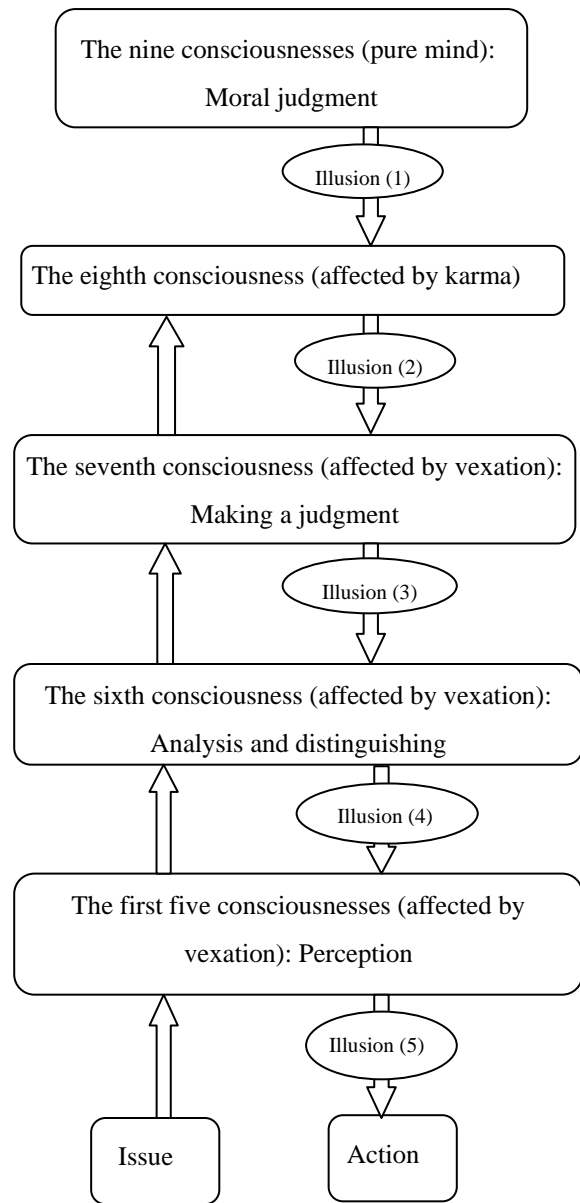 The nine consciousnesses (pure mind):
Moral judgment
Illusion (1)
The eighth consciousness (affected by karma)
Illusion (2)
The seventh consciousness (affected by vexation):
Making a judgment
Illusion (3)
The sixth consciousness (affected by vexation):
Analysis and distinguishing
Illusion (4)
The first five consciousnesses (affected by
vexation): Perception
Illusion (5)
Issue
Action